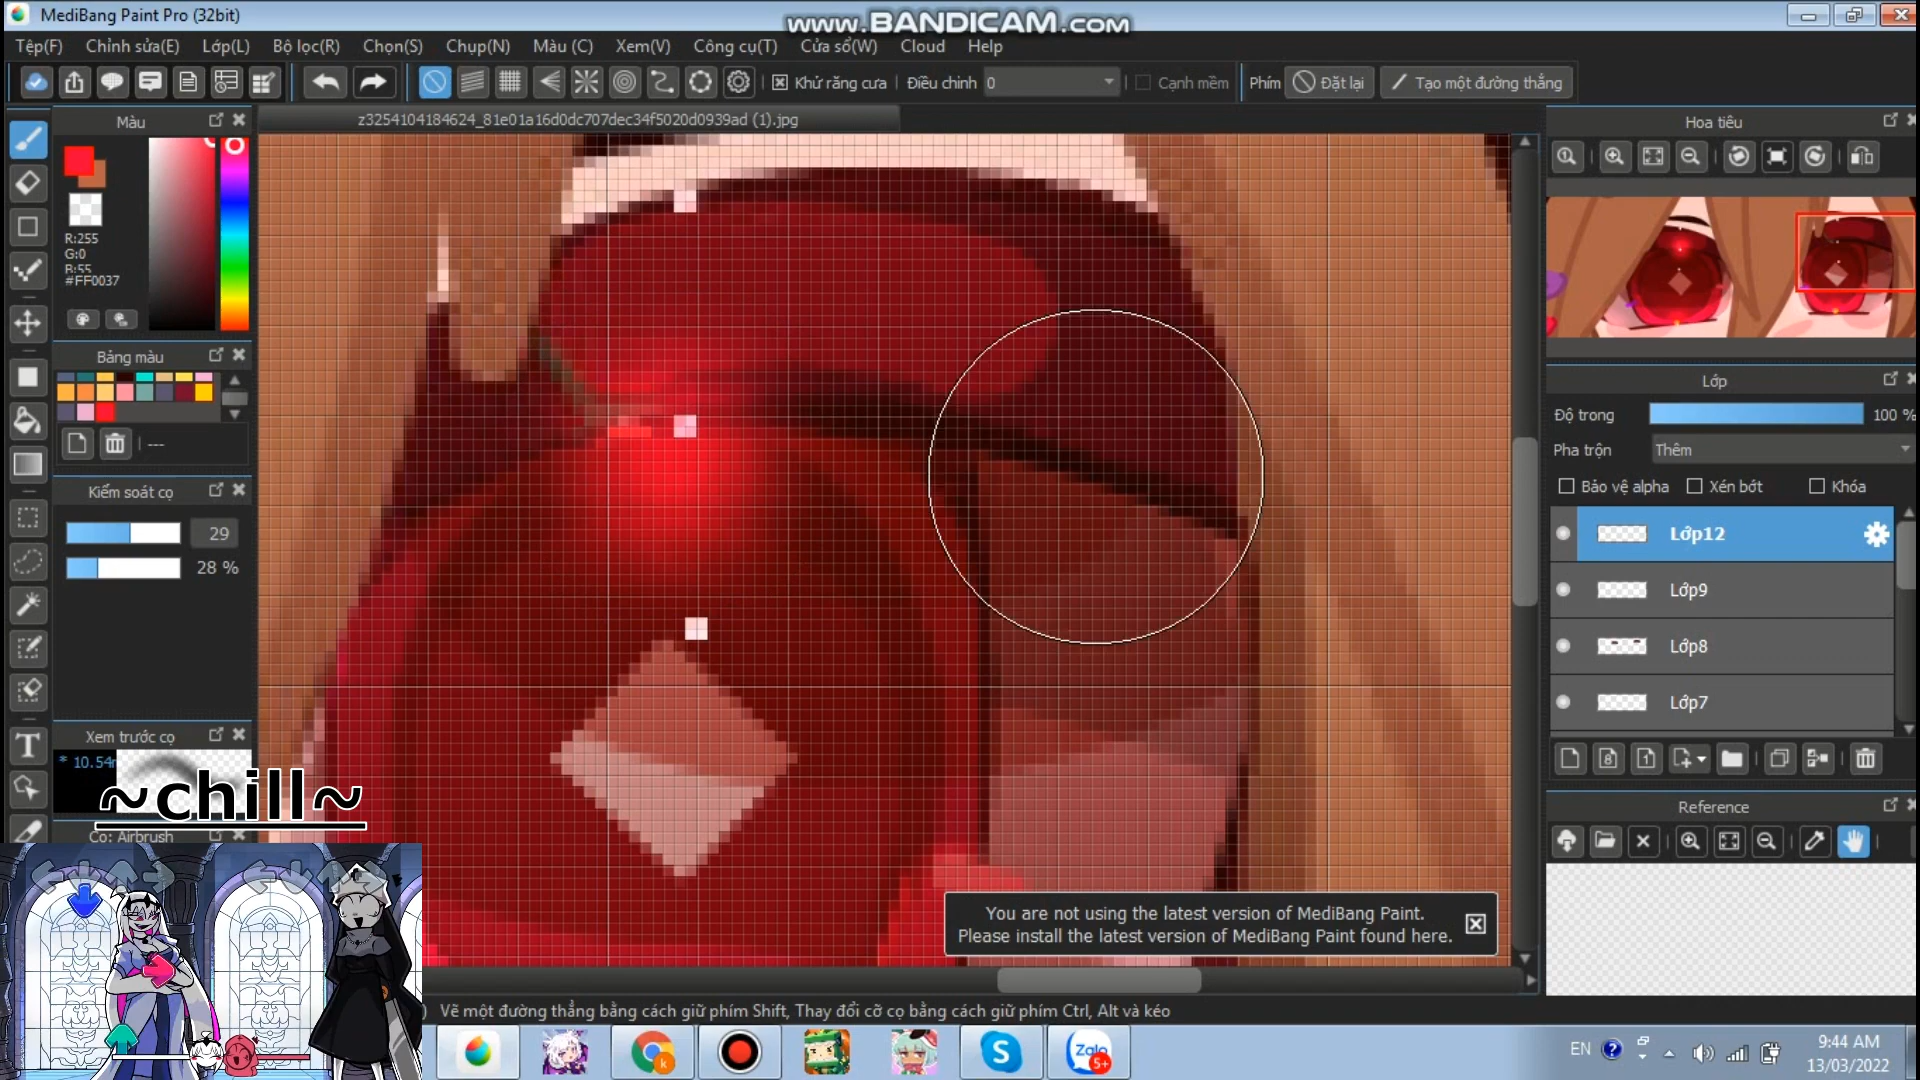 MediBang Paint Pro (32bit)
www.BANDICAM.com
Tệp(F) Chỉnh sửa(E) Lớp(L) Bộ lọc(R) Chọn(S) Chụp(N) Màu (C) Xem(V) Công cụ(T) Cửa sổ(W) Cloud Help
Khử răng cưa Điều chỉnh 0 Cạnh mềm Phím Đặt lại Tạo một đường thẳng
Màu
z3254104184624_81e01a16d0dc707dec34f5020d0939ad (1).jpg
Hoa tiêu
R:255
G:0
B:55
#FF0037
Bảng màu
---
Kiểm soát cọ
29
28 %
Xem trước cọ
* 10.54m
~chill~
Cọ: Airbrush
Lớp
Độ trong 100 %
Pha trộn Thêm
Bảo vệ alpha Xén bớt Khóa
Lớp12
Lớp9
Lớp8
Lớp7
Reference
You are not using the latest version of MediBang Paint.
Please install the latest version of MediBang Paint found here.
) Vẽ một đường thẳng bằng cách giữ phím Shift, Thay đổi cỡ cọ bằng cách giữ phím Ctrl, Alt và kéo
k
S
Zalo
5+
EN
9:44 AM
13/03/2022